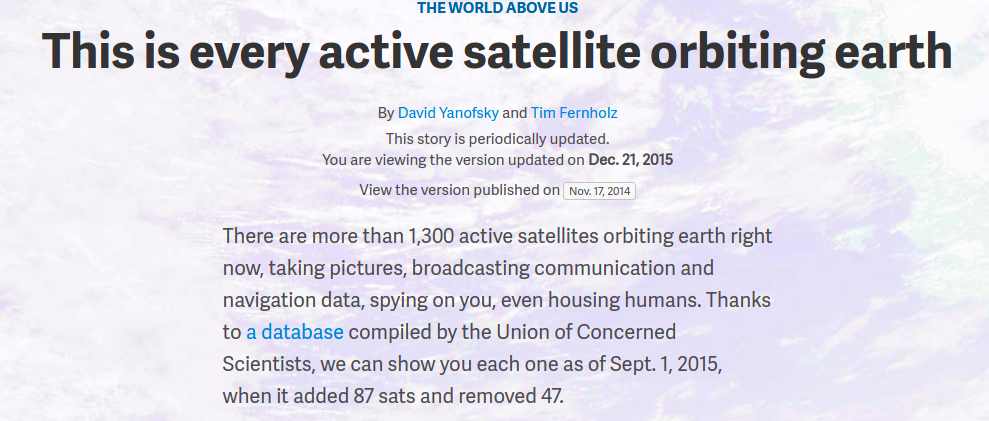 THE WORLD ABOVE US
This is every active satellite orbiting earth
By David Yanofsky and Tim Fernholz
This story is periodically updated.
You are viewing the version updated on Dec. 21, 2015
View the version published on Nov. 17, 2014
There are more than 1,300 active satellites orbiting earth right
now, taking pictures, broadcasting communication and
navigation data, spying on you, even housing humans. Thanks
to a database compiled by the Union of Concerned
Scientists, we can show you each one as of Sept. 1, 2015,
when it added 87 sats and removed 47.